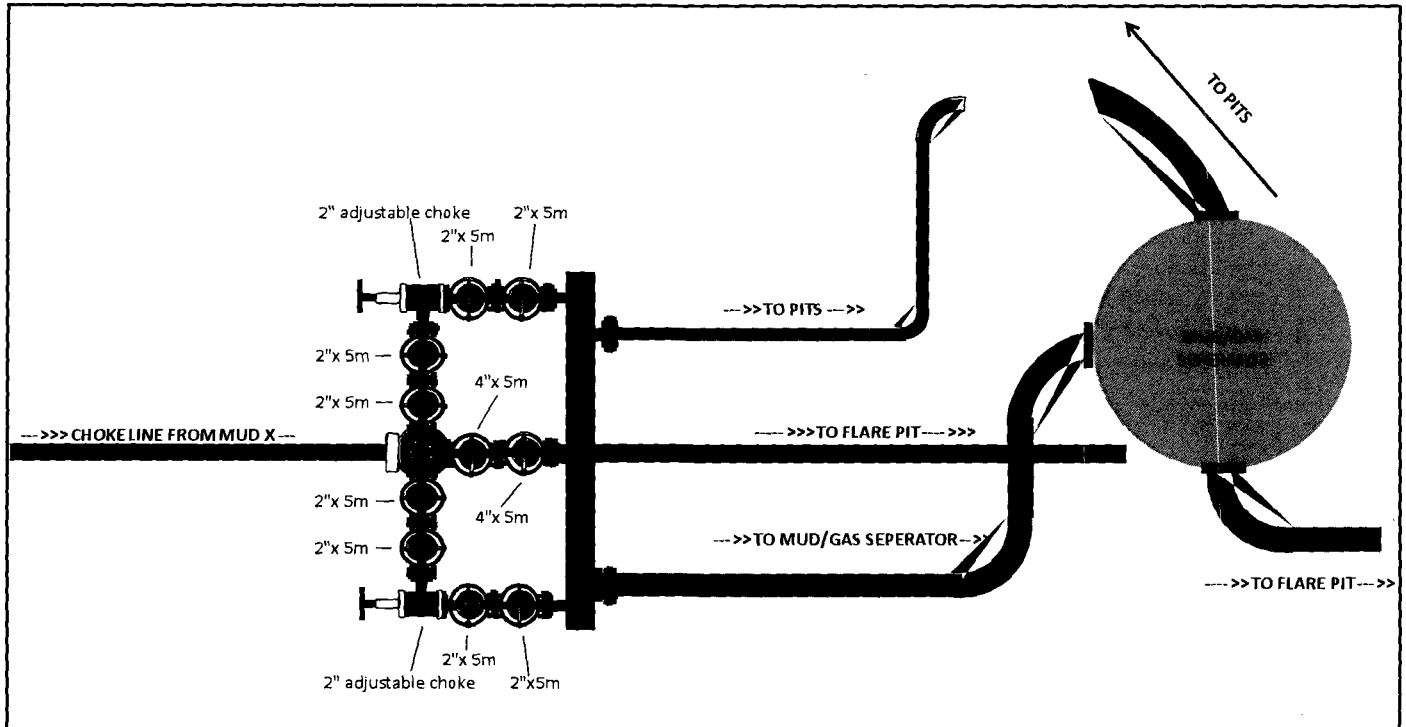 TO PITS
2" adjustable choke
2"x 5m
2"x 5m
--->>TO PITS --->>
2"x 5m —
2"x 5m —
4"x 5m
--->>> CHOKE LINE FROM MUD X---
---->>>TO FLARE PIT---->>>
2"x 5m —
4"x 5m
2"x 5m —
---->>TO MUD/GAS SEPERATOR-->>
---->>TO FLARE PIT--->>
2"x 5m
2" adjustable choke
2"x5m